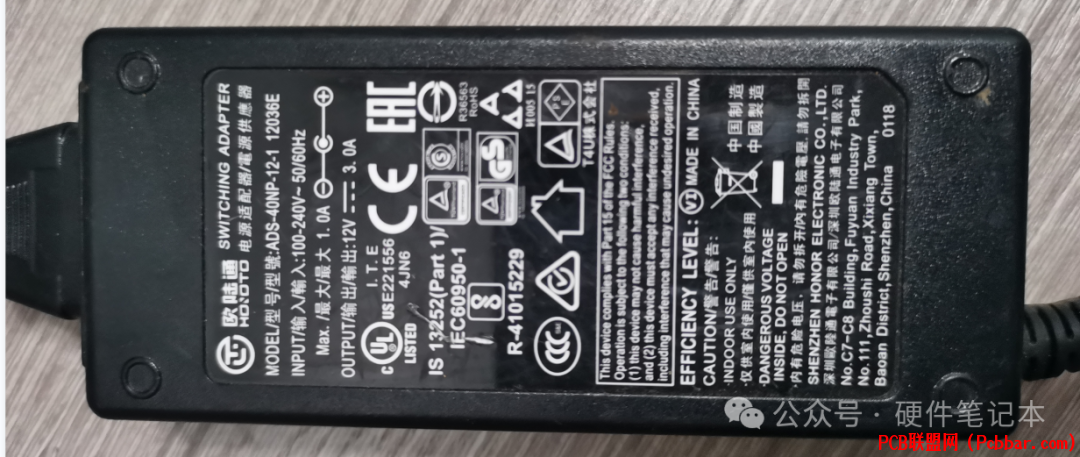 欧陆通
HONOTO
SWITCHING ADAPTER
电源适配器/電源供應器
MODEL/型号/型號:ADS-40NP-12-1 12036E
INPUT/输入/輸入:100-240V~ 50/60Hz
Max./最大/最大 1.0A
OUTPUT/输出/輸出:12V 3.0A
c UL US
LISTED
I.T.E
E221556
4JN6
CE
EAC
IS 13252(Part 1)/
IEC60950-1
R-41015229
R36563
RoHS
M005 15
GS
PSE
T4U株式会社
CCC
This device complies with Part 15 of the FCC Rules.
Operation is subject to the following two conditions:
(1) this device may not cause harmful interference,
and (2) this device must accept any interference received,
including interference that may cause undesired operation.
EFFICIENCY LEVEL: VI MADE IN CHINA
CAUTION/警告/警告:
·INDOOR USE ONLY
·仅供室内使用/僅供室內使用
·DANGEROUS VOLTAGE
INSIDE, DO NOT OPEN
·内有危险电压，请勿拆开/內有危險電壓,請勿拆開
中国制造
中國製造
SHENZHEN HONOR ELECTRONIC CO.,LTD.
深圳歐陸通電子有限公司/深圳欧陆通电子有限公司
No.C7-C8 Building,Fuyuan Industry Park,
No.111,Zhoushi Road,Xixiang Town,
Baoan District,Shenzhen,China 0118
公众号·硬件笔记本
PCB联盟网（Pcbbar.com）